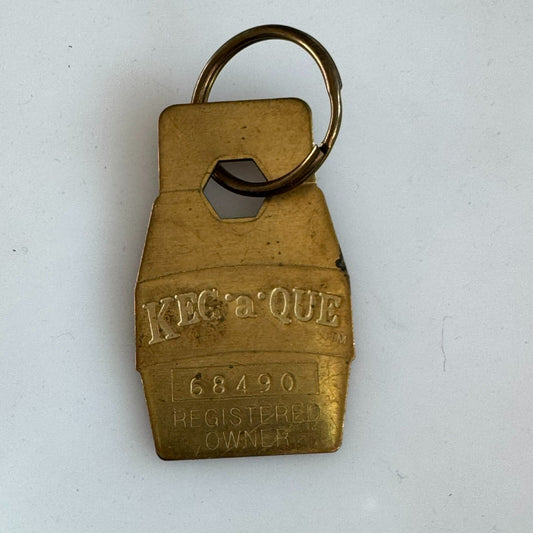 KEG·a·QUE
TM
68490
REGISTERED
OWNER